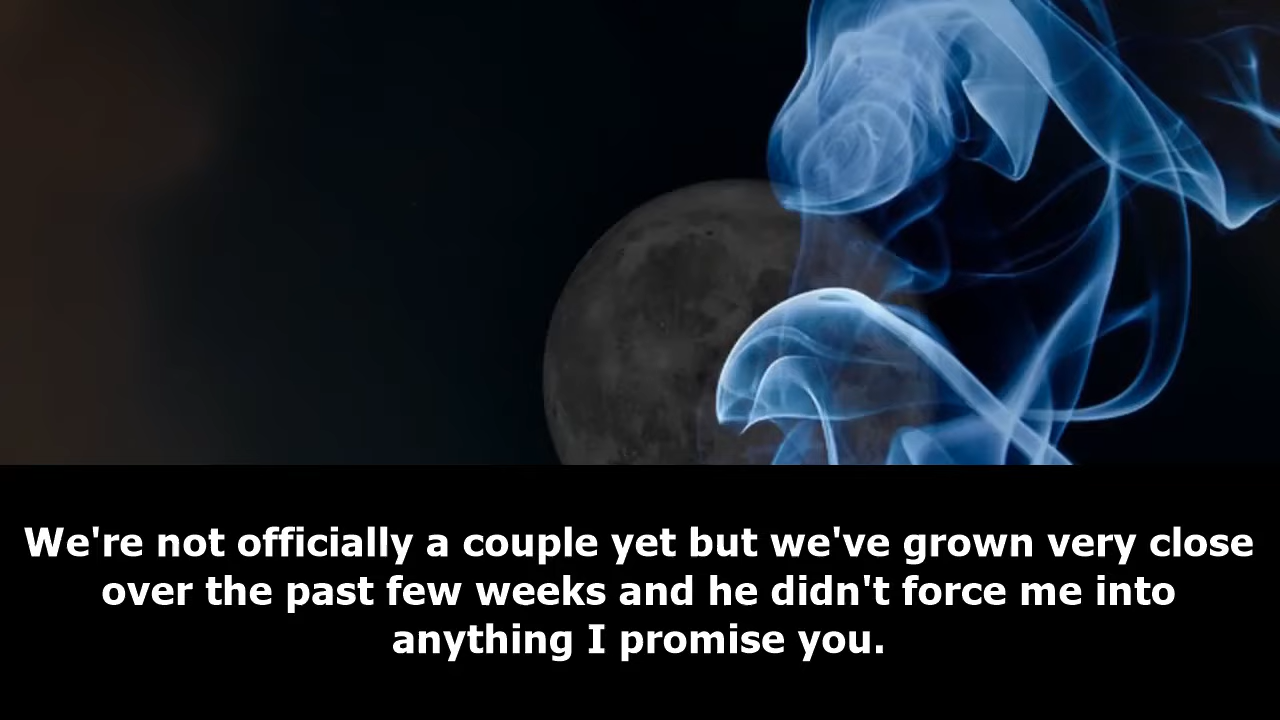 We're not officially a couple yet but we've grown very close
over the past few weeks and he didn't force me into
anything I promise you.